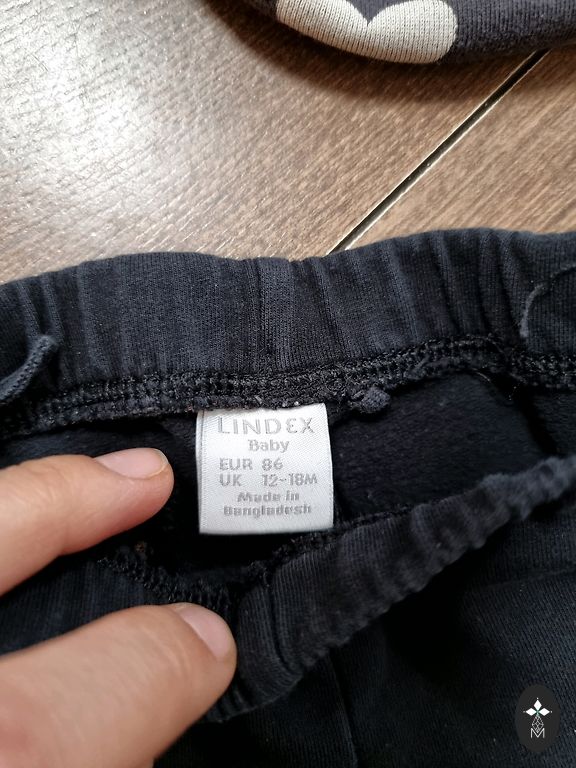 LINDEX
Baby
EUR 86
UK 12-18M
Made in
Bangladesh
M